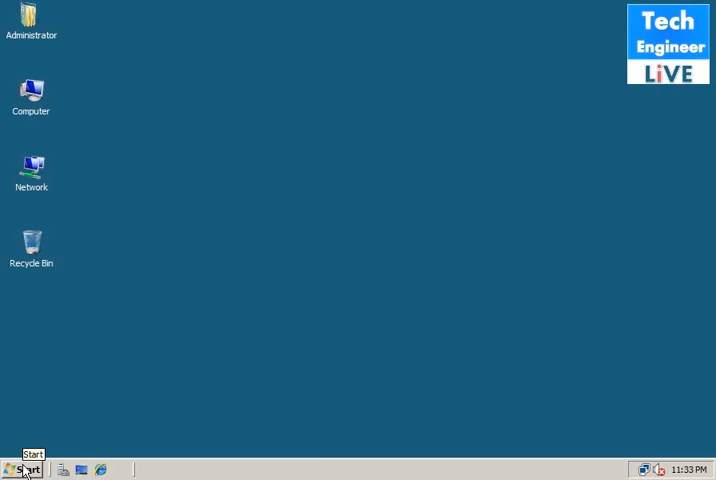 Administrator
Tech
Engineer
LiVE
Computer
Network
Recycle Bin
Start
Start
11:33 PM